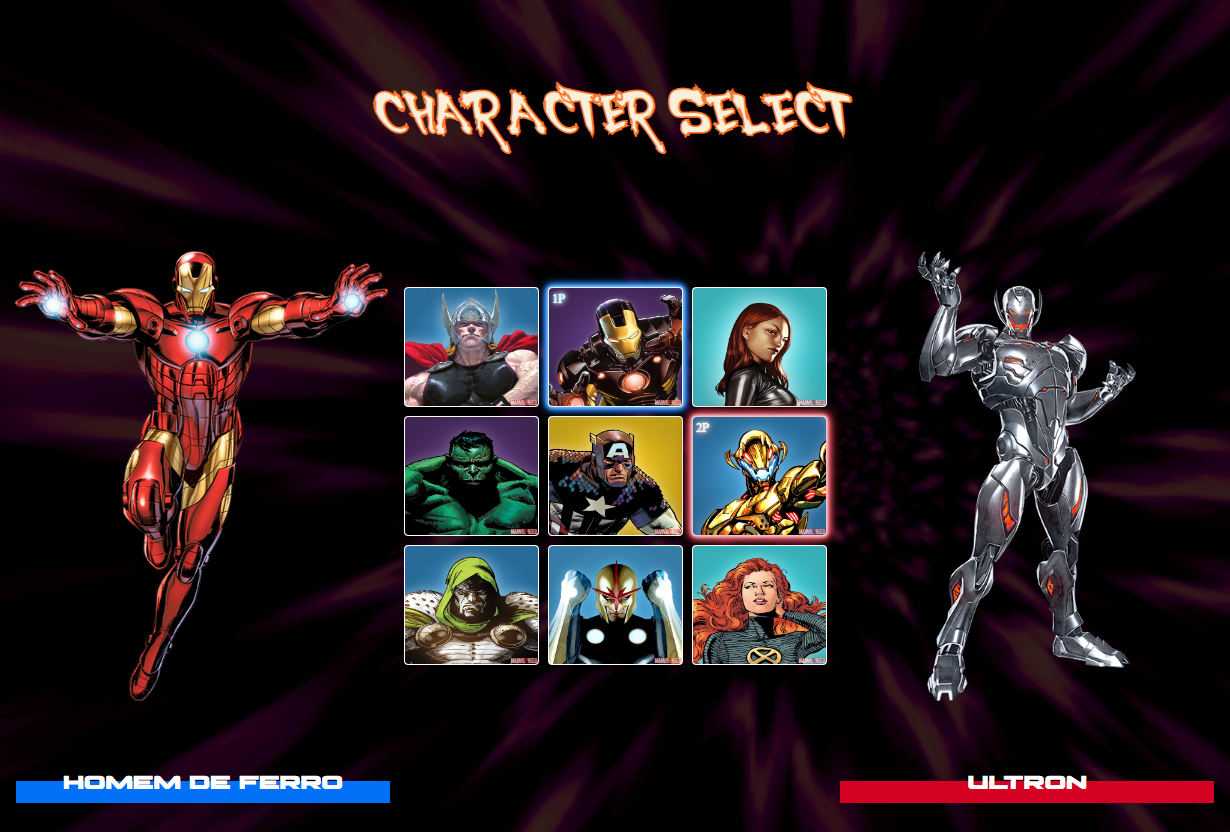 CHARACTER SELECT
1P
2P
HOMEM DE FERRO
ULTRON